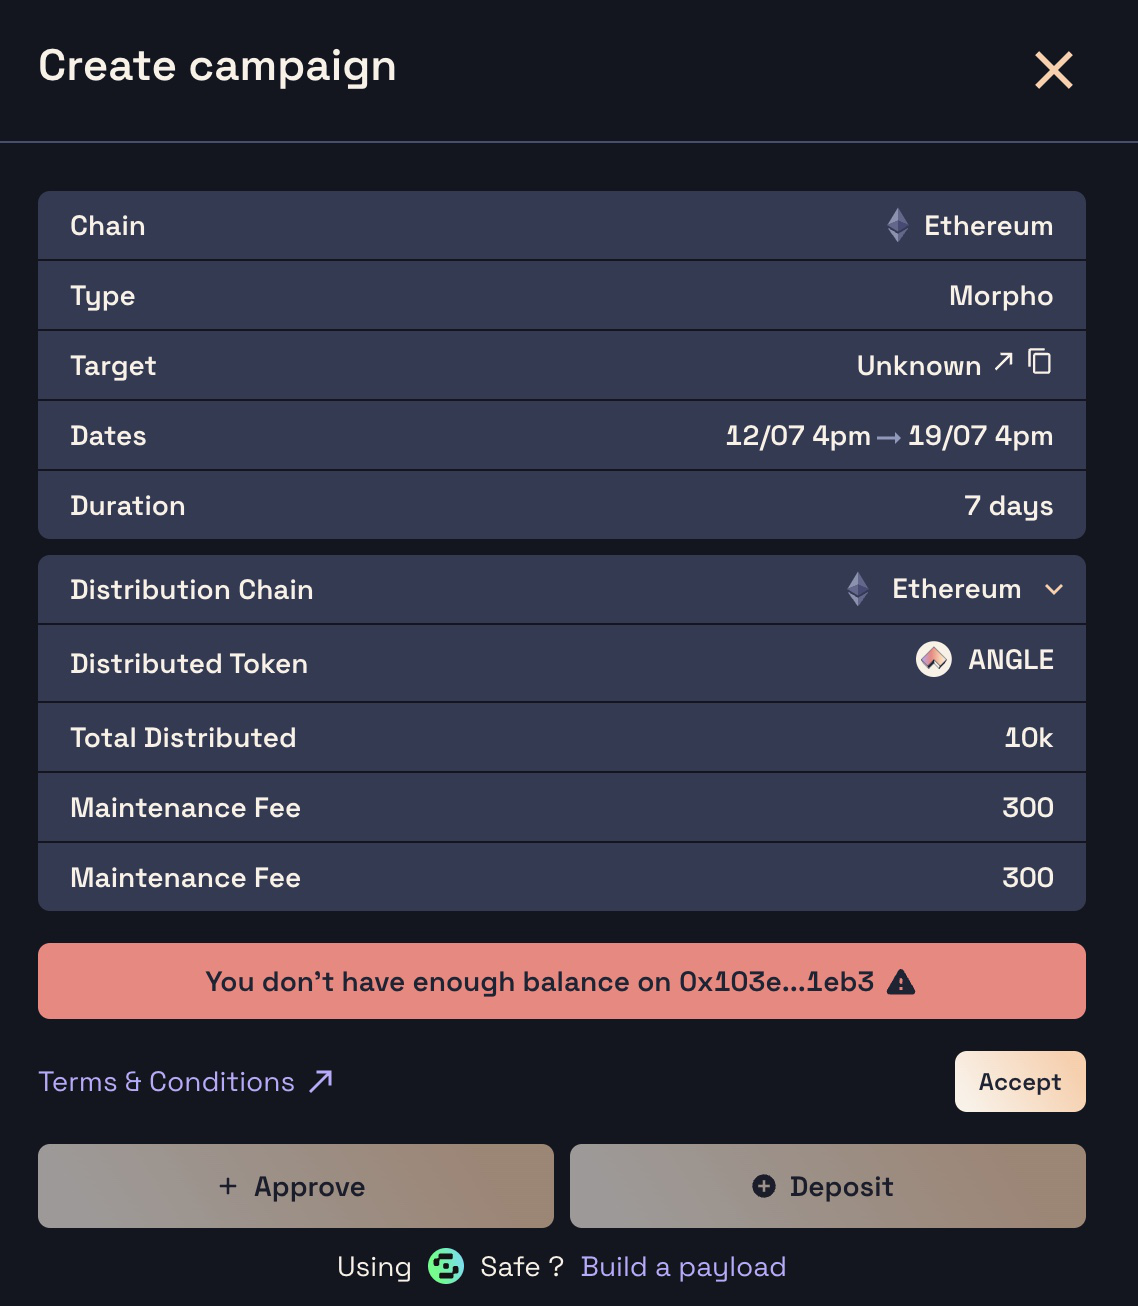 Create campaign
Chain Ethereum
Type Morpho
Target Unknown
Dates 12/07 4pm → 19/07 4pm
Duration 7 days
Distribution Chain Ethereum
Distributed Token ANGLE
Total Distributed 10k
Maintenance Fee 300
Maintenance Fee 300
You don't have enough balance on 0x103e...1eb3
Terms & Conditions Accept
+ Approve Deposit
Using Safe ? Build a payload